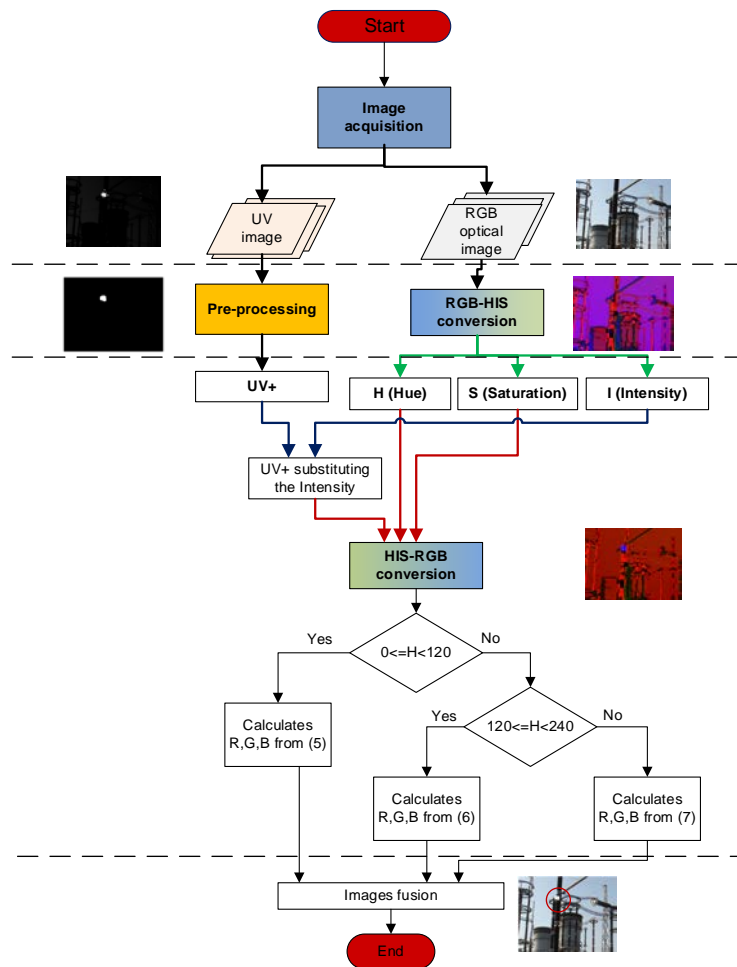 Start
Image
acquisition
UV
image
RGB
optical
image
Pre-processing
RGB-HIS
conversion
UV+
H (Hue)
S (Saturation)
I (Intensity)
UV+ substituting
the Intensity
HIS-RGB
conversion
Yes
0<=H<120
No
Calculates
R,G,B from (5)
Yes
120<=H<240
No
Calculates
R,G,B from (6)
Calculates
R,G,B from (7)
Images fusion
End